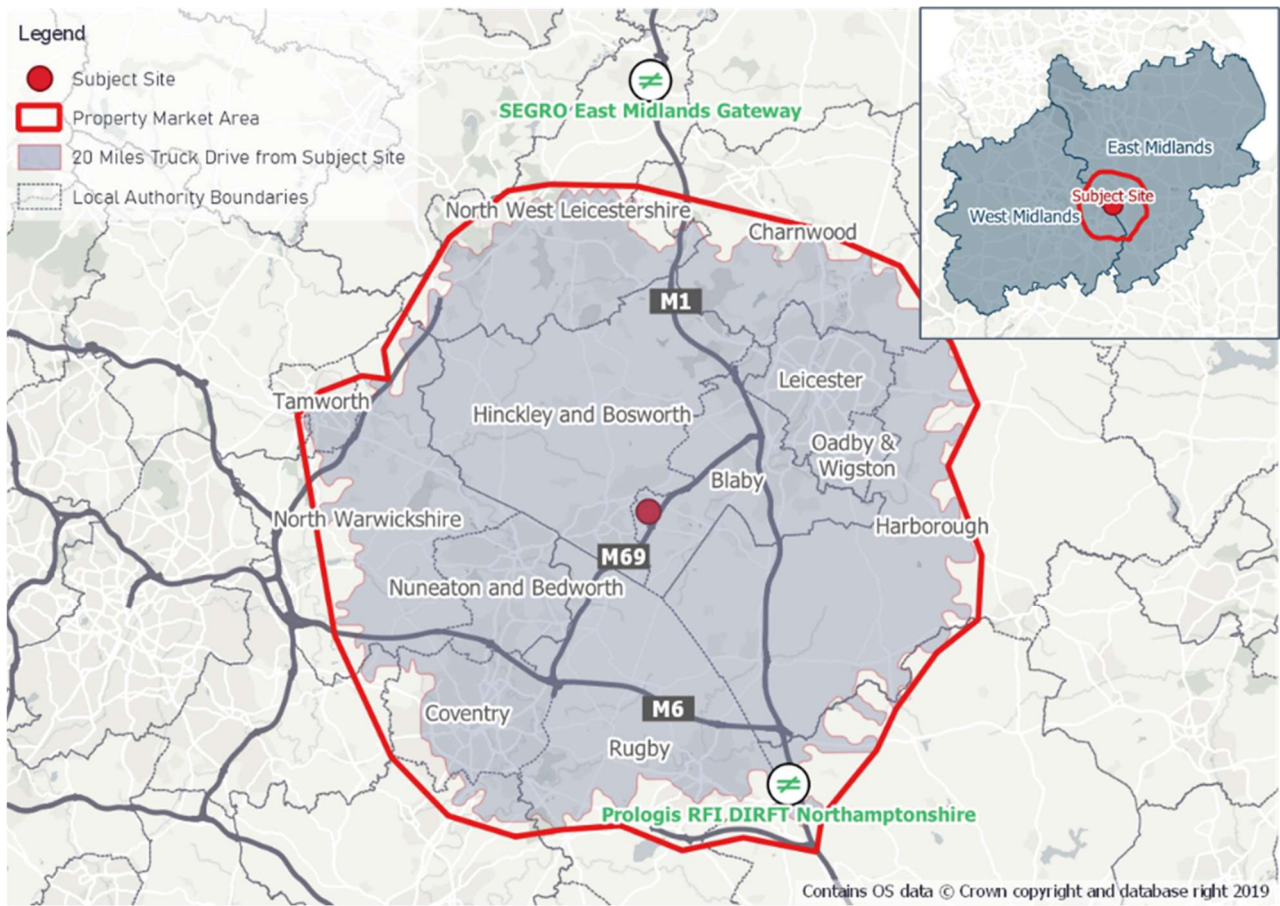 Legend
Subject Site
Property Market Area
20 Miles Truck Drive from Subject Site
Local Authority Boundaries
SEGRO East Midlands Gateway
East Midlands
Subject Site
West Midlands
North West Leicestershire
Charnwood
M1
Leicester
Tamworth
Hinckley and Bosworth
Oadby &
Wigston
Blaby
North Warwickshire
Harborough
M69
Nuneaton and Bedworth
M6
Coventry
Rugby
Prologis RFI DIRFT Northamptonshire
Contains OS data © Crown copyright and database right 2019